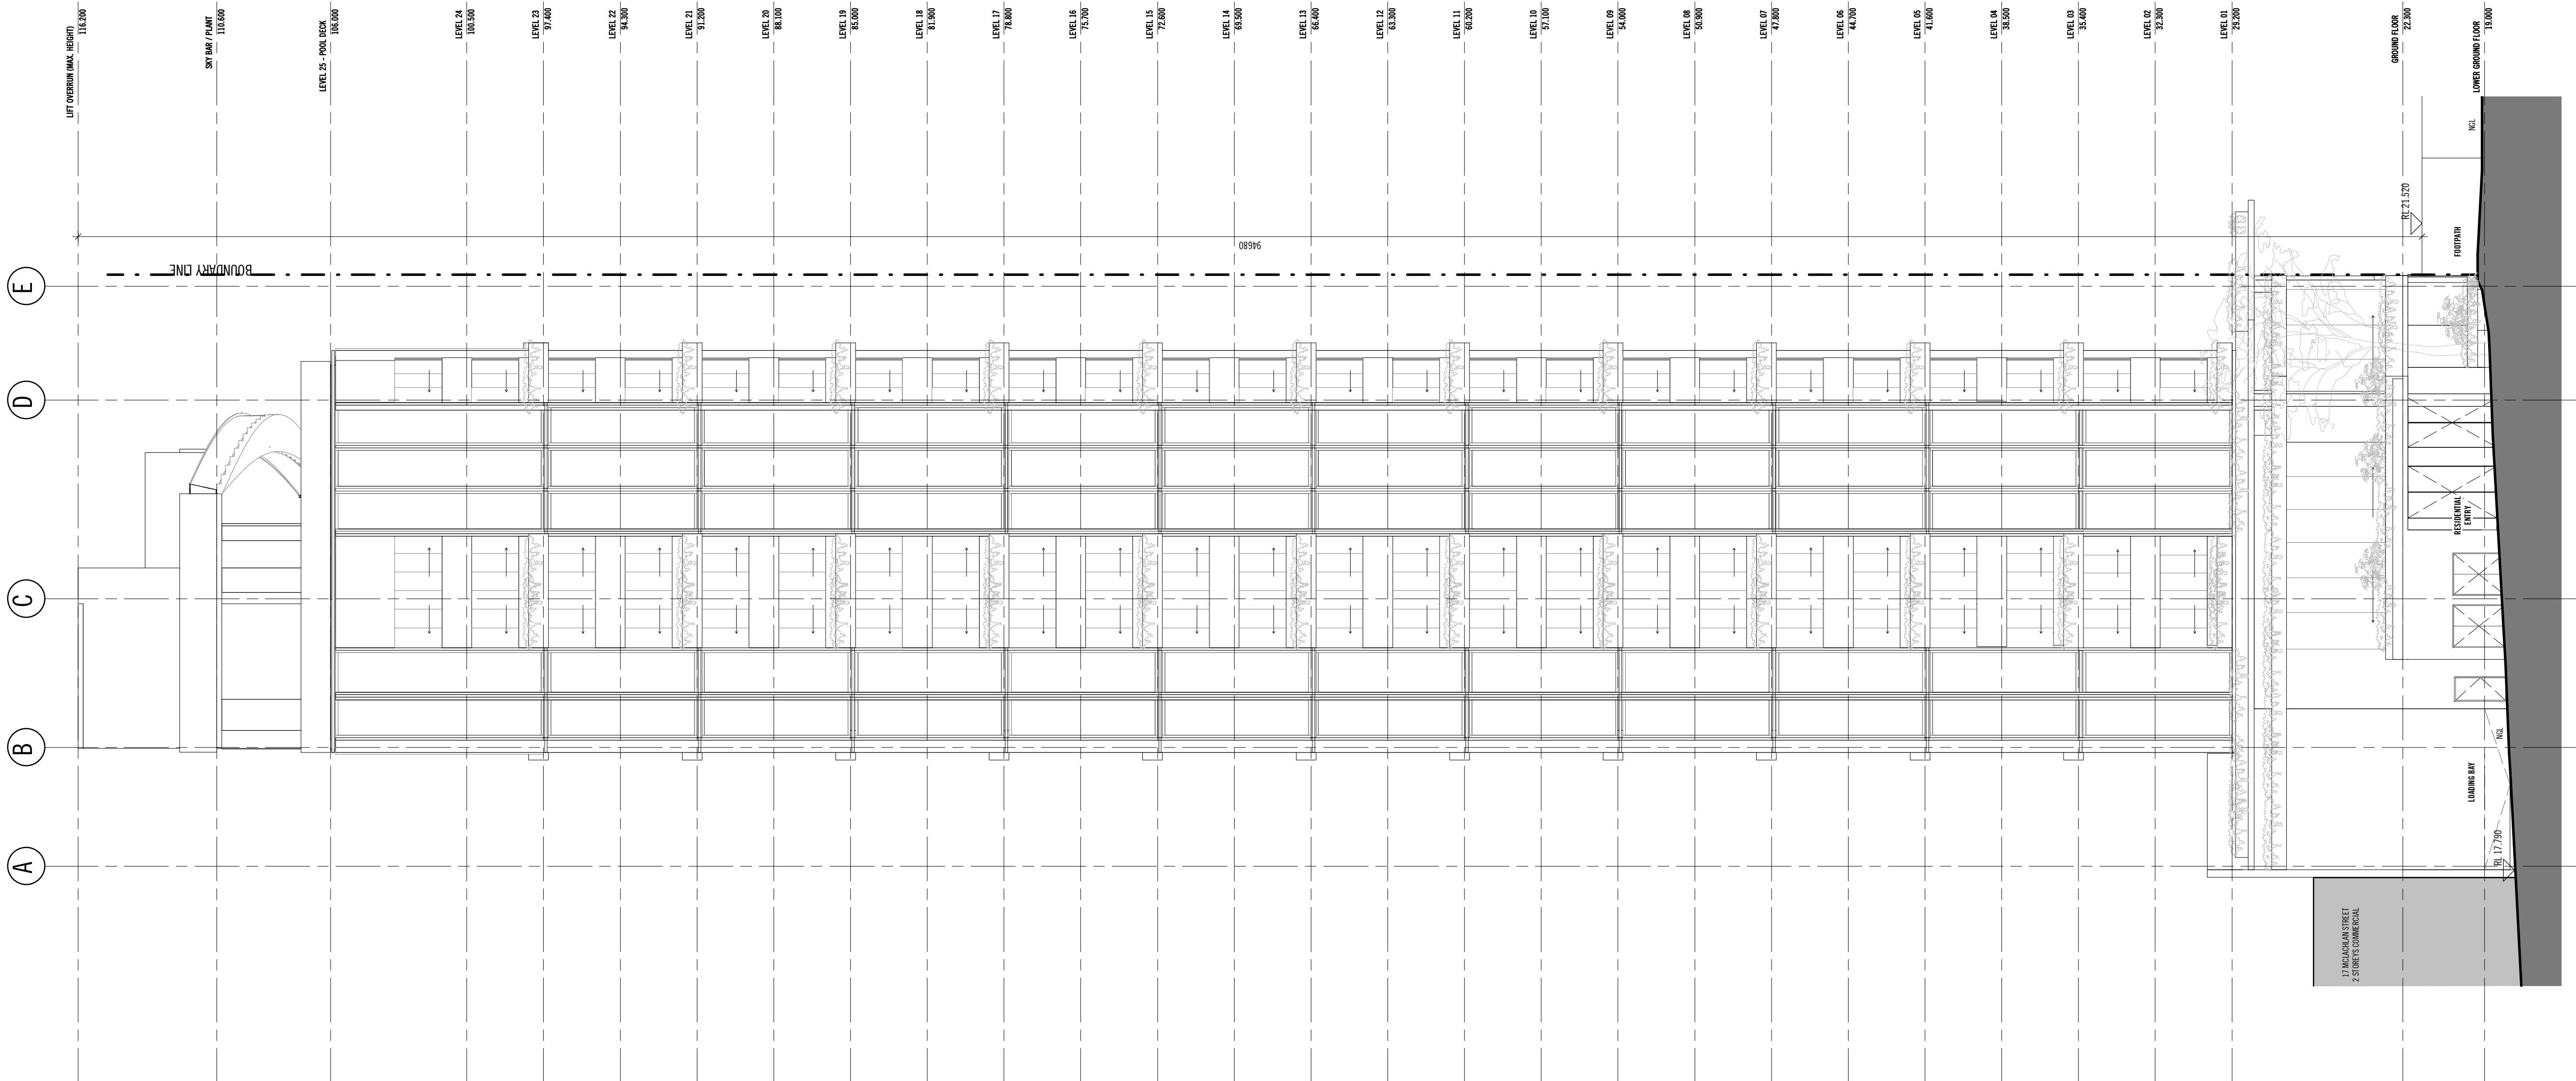 LIFT OVERRUN (MAX. HEIGHT)
116.200
SKY BAR / PLANT
110.600
LEVEL 25 - POOL DECK
106.000
LEVEL 24
100.500
LEVEL 23
97.400
LEVEL 22
94.300
LEVEL 21
91.200
LEVEL 20
88.100
LEVEL 19
85.000
LEVEL 18
81.900
LEVEL 17
78.800
LEVEL 16
75.700
LEVEL 15
72.600
LEVEL 14
69.500
LEVEL 13
66.400
LEVEL 12
63.300
LEVEL 11
60.200
LEVEL 10
57.100
LEVEL 09
54.000
LEVEL 08
50.900
LEVEL 07
47.800
LEVEL 06
44.700
LEVEL 05
41.600
LEVEL 04
38.500
LEVEL 03
35.400
LEVEL 02
32.300
LEVEL 01
29.200
GROUND FLOOR
22.300
LOWER GROUND FLOOR
19.000
A
B
C
D
E
BOUNDARY LINE
94680
RL 21.520
NGL
FOOTPATH
RESIDENTIAL
ENTRY
NGL
LOADING BAY
RL 17.790
17 MCLACHLAN STREET
2 STOREYS COMMERCIAL